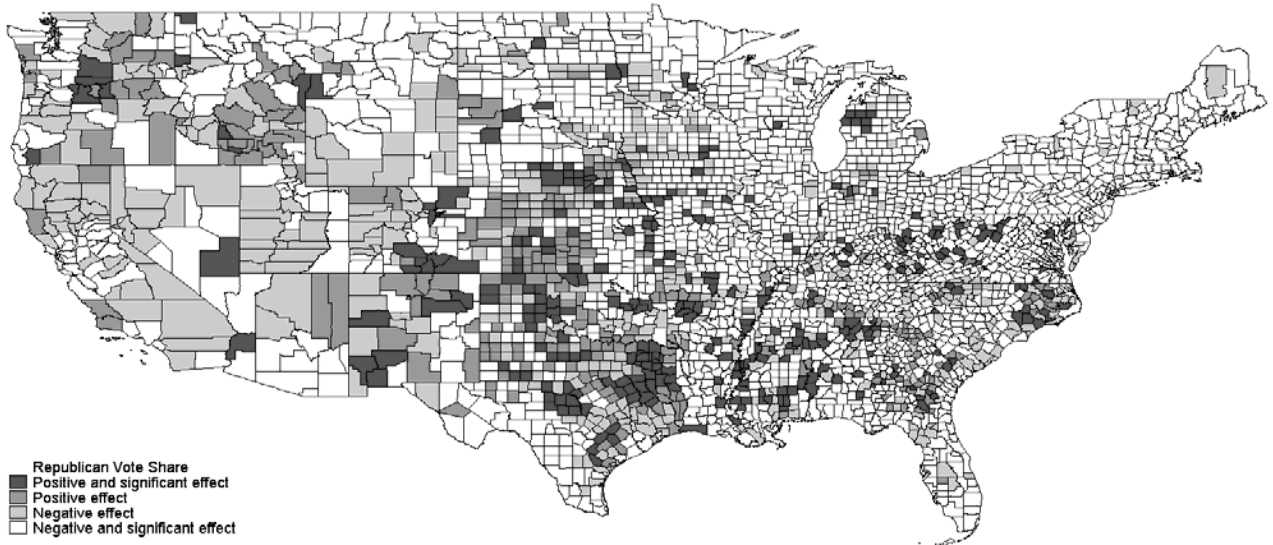 Republican Vote Share
Positive and significant effect
Positive effect
Negative effect
Negative and significant effect